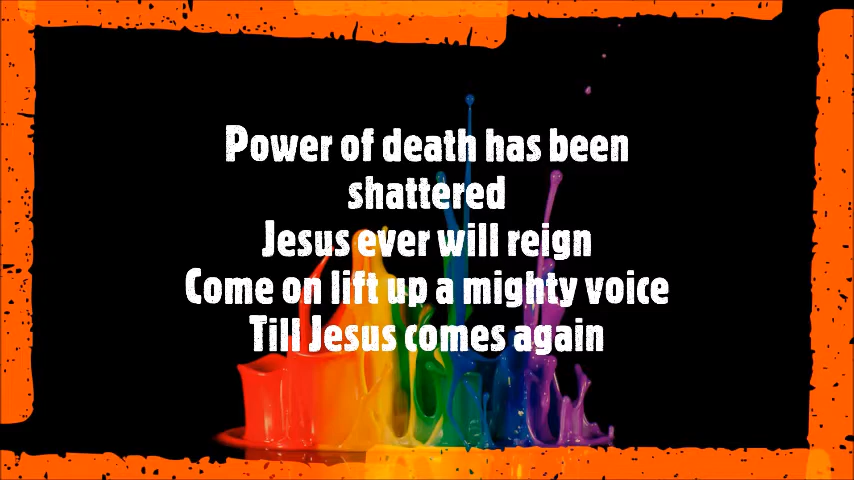 Power of death has been
shattered
Jesus ever will reign
Come on lift up a mighty voice
Till Jesus comes again